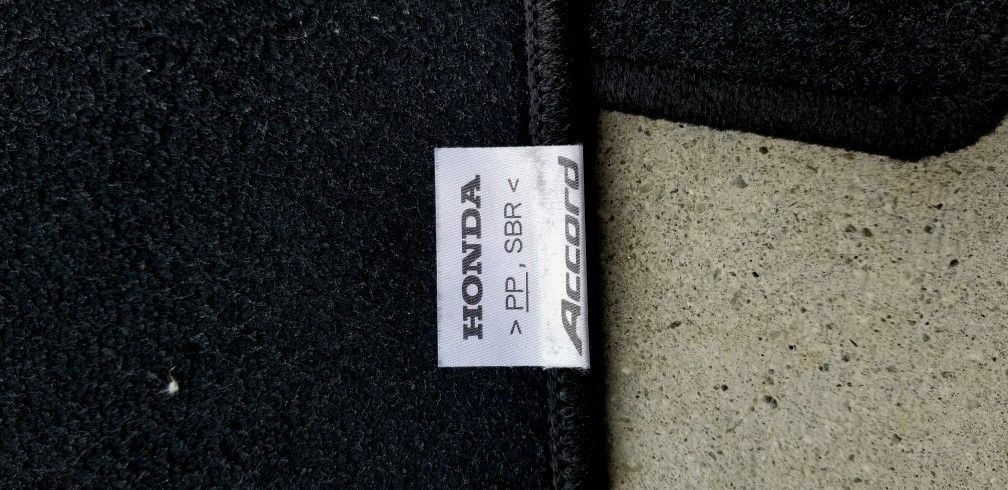 HONDA
> PP , SBR <
Accord